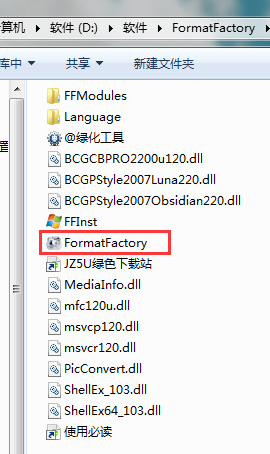 计算机 ▸ 软件 (D:) ▸ 软件 ▸ FormatFactory ▸
库中 ▾ 共享 ▾ 新建文件夹
FFModules
Language
@绿化工具
BCGCBPRO2200u120.dll
BCGPStyle2007Luna220.dll
BCGPStyle2007Obsidian220.dll
FFInst
FormatFactory
JZ5U绿色下载站
MediaInfo.dll
mfc120u.dll
msvcp120.dll
msvcr120.dll
PicConvert.dll
ShellEx_103.dll
ShellEx64_103.dll
使用必读